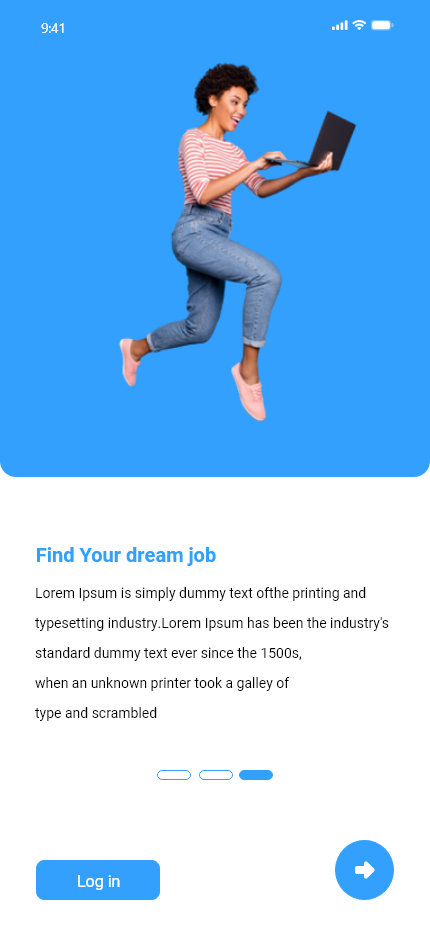 9:41
Find Your dream job
Lorem Ipsum is simply dummy text ofthe printing and
typesetting industry.Lorem Ipsum has been the industry's
standard dummy text ever since the 1500s,
when an unknown printer took a galley of
type and scrambled
Log in